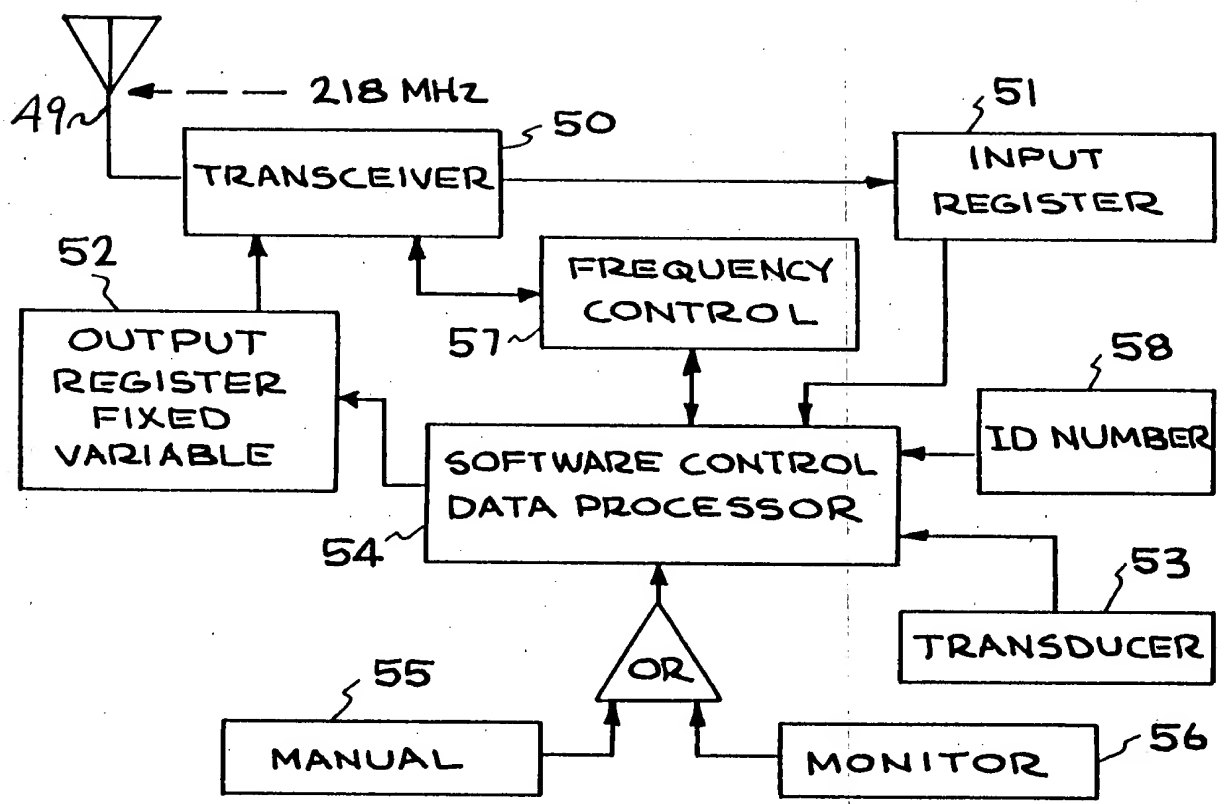 218 MHZ
49
50
51
TRANSCEIVER
INPUT
REGISTER
52
FREQUENCY
CONTROL
57
OUTPUT
REGISTER
FIXED
VARIABLE
58
ID NUMBER
SOFTWARE CONTROL
DATA PROCESSOR
54
53
TRANSDUCER
OR
55
MANUAL
56
MONITOR